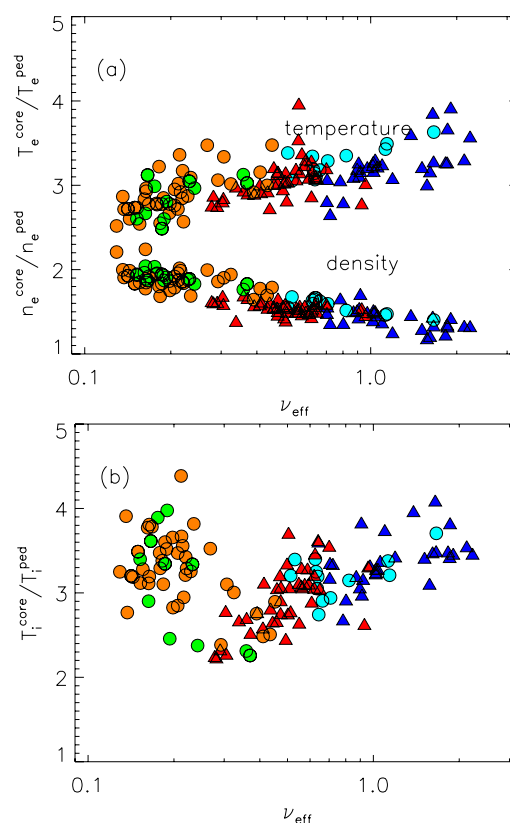 5
(a)
temperature
4
3
2
1
density
n_e^core/n_e^ped T_e^core/T_e^ped
0.1 1.0
ν_eff
5
(b)
4
3
2
1
T_i^core/T_i^ped
0.1 1.0
ν_eff